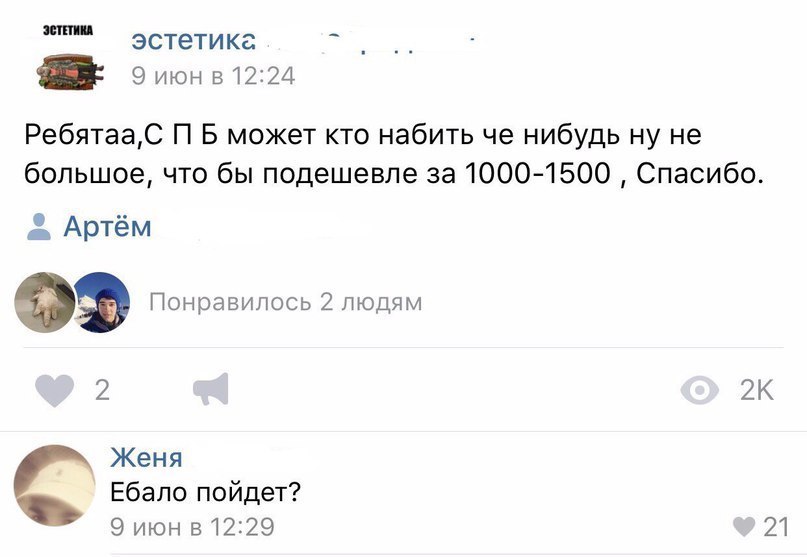 ЭСТЕТИКА
эстетика
9 июн в 12:24
Ребятаа,С П Б может кто набить че нибудь ну не
большое, что бы подешевле за 1000-1500 , Спасибо.
Артём
Понравилось 2 людям
2
2K
Женя
Ебало пойдет?
9 июн в 12:29
21